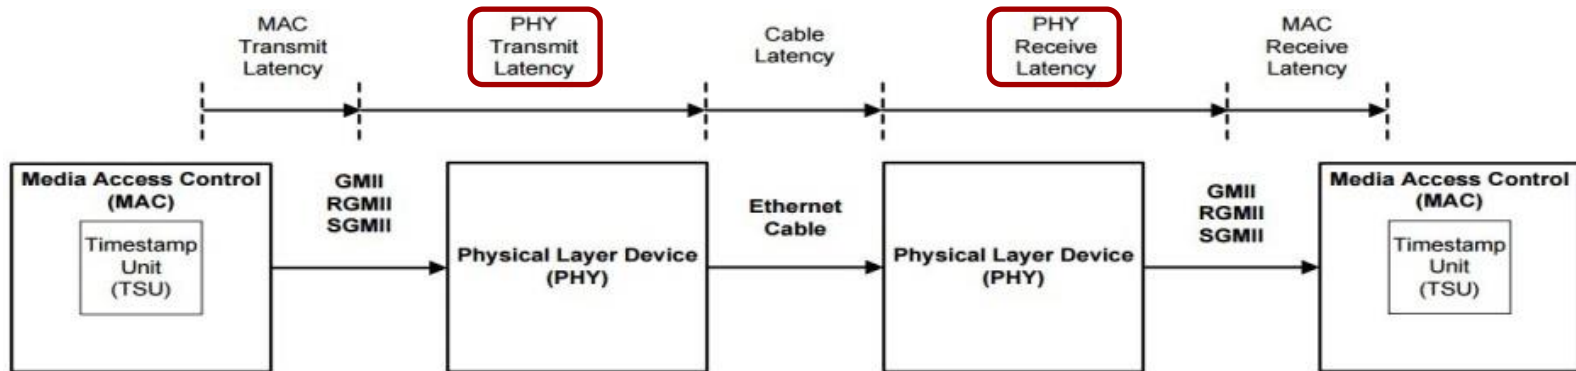 MAC
Transmit
Latency
PHY
Transmit
Latency
Cable
Latency
PHY
Receive
Latency
MAC
Receive
Latency
Media Access Control
(MAC)
Timestamp
Unit
(TSU)
GMII
RGMII
SGMII
Physical Layer Device
(PHY)
Ethernet
Cable
Physical Layer Device
(PHY)
GMII
RGMII
SGMII
Media Access Control
(MAC)
Timestamp
Unit
(TSU)